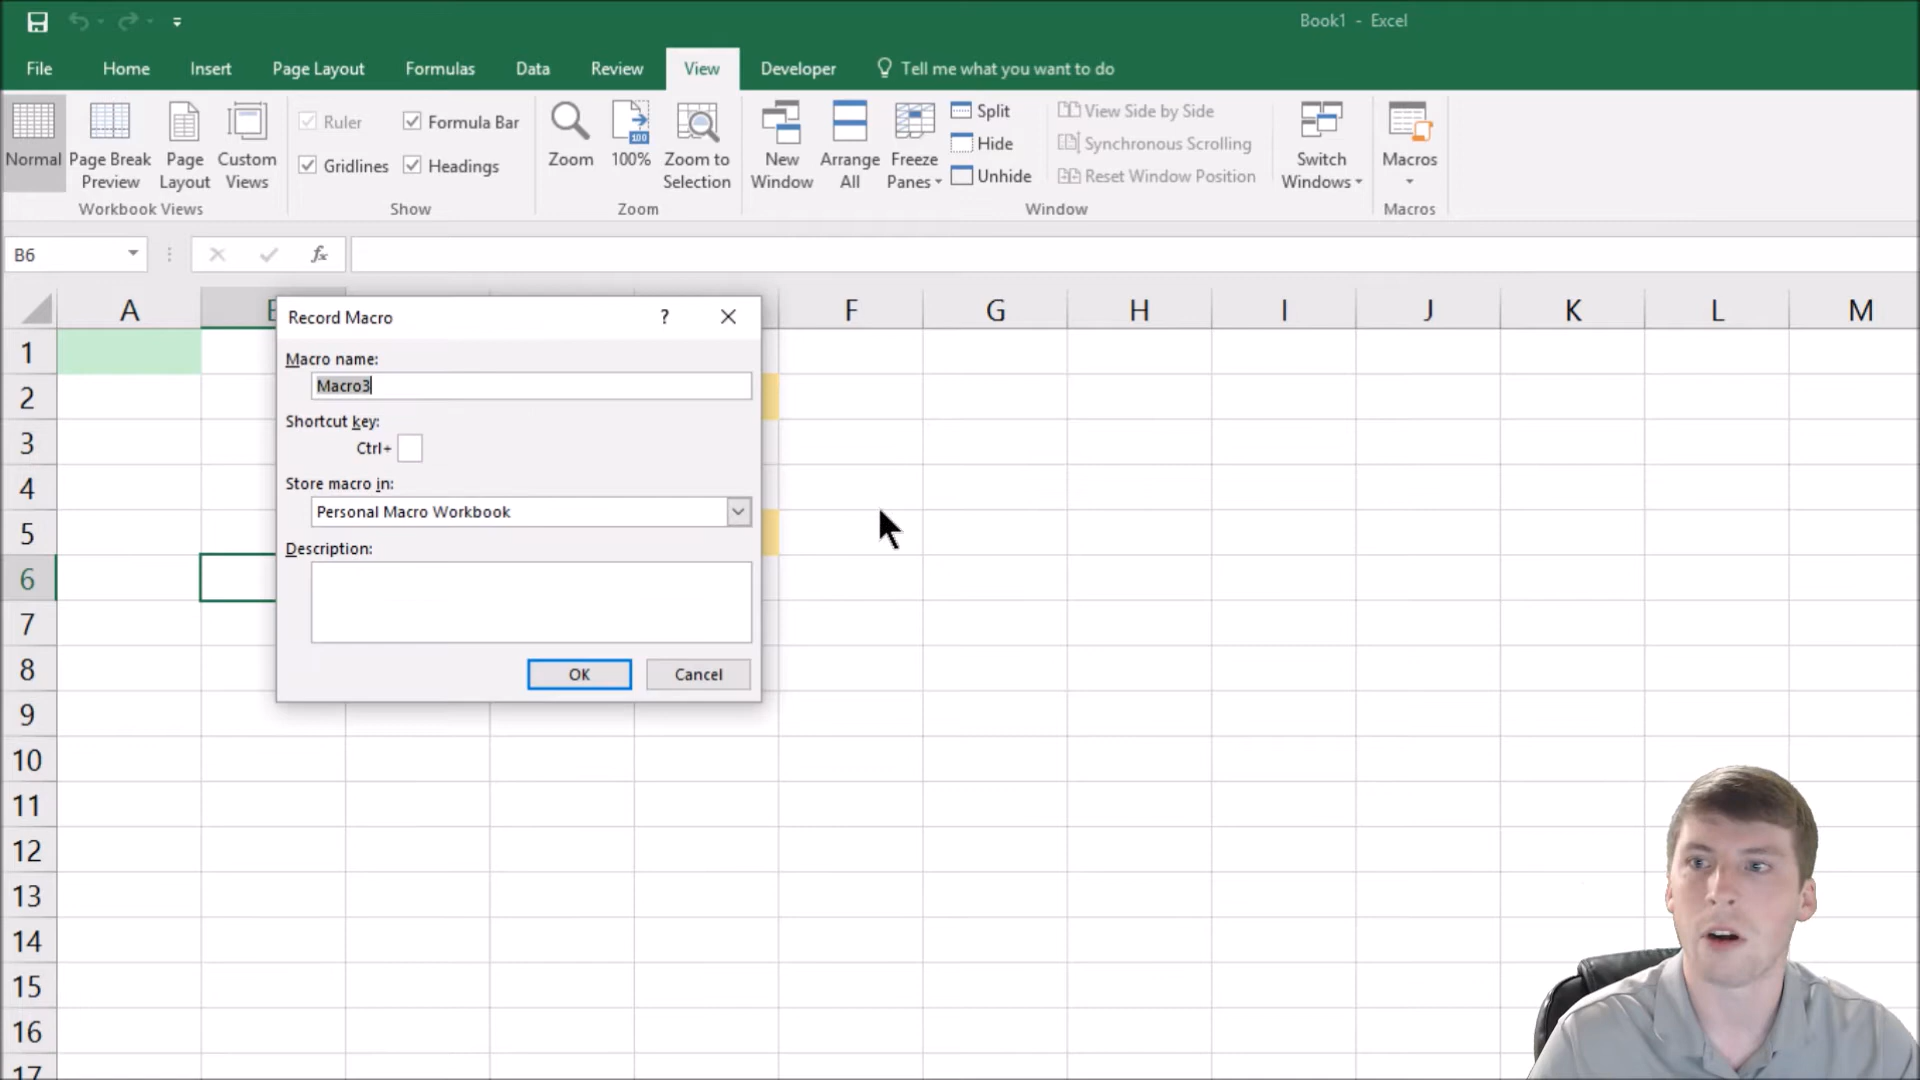 Book1 - Excel
File Home Insert Page Layout Formulas Data Review View Developer Tell me what you want to do
Normal
Page Break Preview
Page Layout
Custom Views
Workbook Views
Ruler
Formula Bar
Gridlines
Headings
Show
Zoom
100%
100
Zoom to Selection
Zoom
New Window
Arrange All
Freeze Panes
Split
Hide
Unhide
View Side by Side
Synchronous Scrolling
Reset Window Position
Window
Switch Windows
Macros
Macros
B6
fx
A F G H I J K L M
1
2
3
4
5
6
7
8
9
10
11
12
13
14
15
16
17
Record Macro ?
Macro name:
Macro3
Shortcut key:
Ctrl+
Store macro in:
Personal Macro Workbook
Description:
OK Cancel